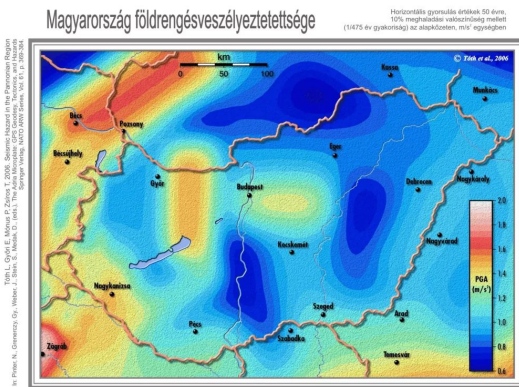 Magyarország földrengésveszélyeztetettsége
Horizontális gyorsulás értékek 50 évre,
10% meghaladási valószínűség mellett
(1/475 év gyakoriság) az alapkőzeten, m/s² egységben
Tóth L, Győri E, Mónus P, Zsíros T, 2006. Seismic Hazard in the Pannonian Region
In: Pinter, N., Grenerczy, Gy., Weber, J., Stein, S., Medak, D., (eds.), The Adria Microplate: GPS Geodesy, Tectonics, and Hazards
Springer Verlag, NATO ARW Series, Vol. 61, p. 369-384.
km
0 50 100
© Tóth et al., 2006
Kassa
Munkács
Bécs
Pozsony
Bécsújhely
Eger
Győr
Budapest
Debrecen
Nagykároly
Kecskemét
Nagyvárad
Nagykanizsa
Szeged
Arad
Pécs
Szabadka
Zágráb
Temesvár
2.0
1.8
1.6
1.4
1.2
1.0
0.8
0.6
PGA
(m/s²)